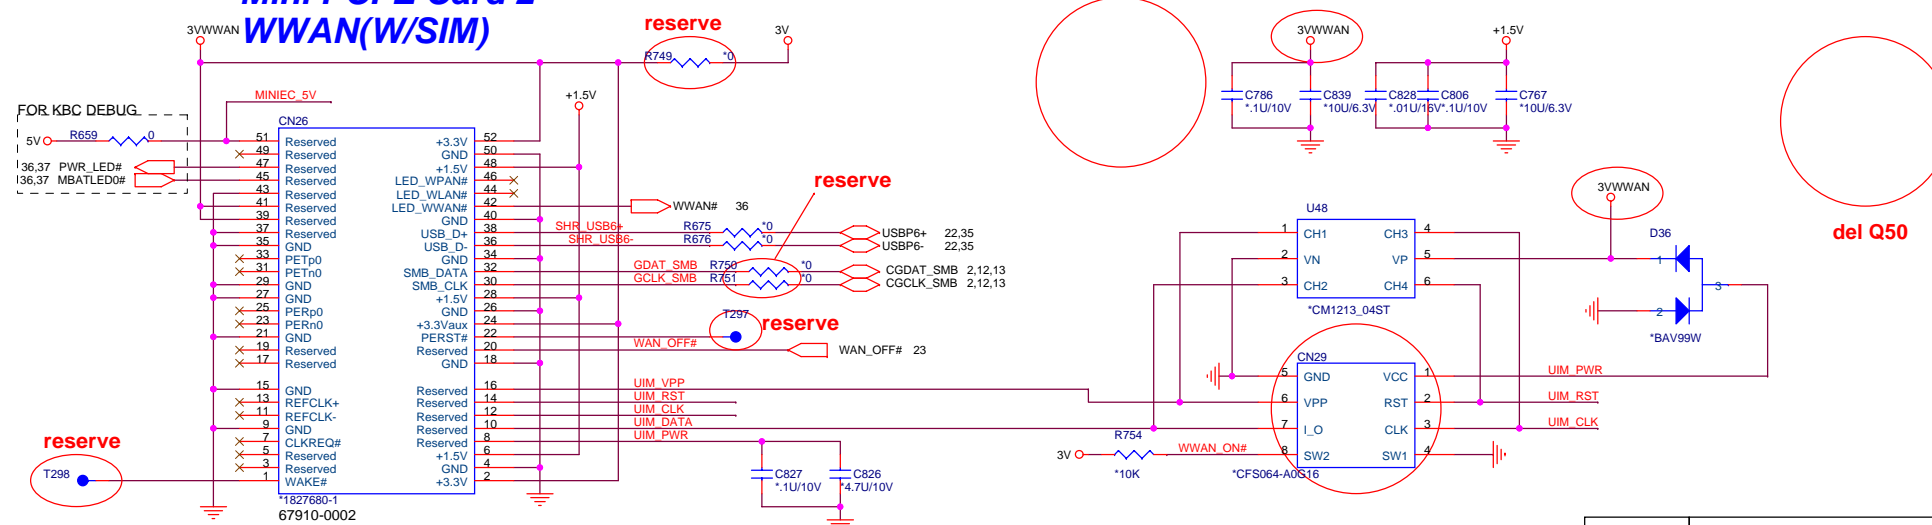 Mini PCI-E Card 2
WWAN(W/SIM)
reserve
3VWWAN
R749
*0
3V
3VWWAN
+1.5V
C786
*.1U/10V
C839
*10U/6.3V
C828
*.01U/16V
C806
*.1U/10V
C767
*10U/6.3V
del Q50
MINIEC_5V
+1.5V
FOR KBC DEBUG
5V
R659
0
36,37 PWR_LED#
36,37 MBATLED0#
CN26
51 Reserved +3.3V 52
49 Reserved GND 50
47 Reserved +1.5V 48
45 Reserved LED_WPAN# 46
43 Reserved LED_WLAN# 44
41 Reserved LED_WWAN# 42
39 Reserved GND 40
37 Reserved USB_D+ 38
35 GND USB_D- 36
33 PETp0 GND 34
31 PETn0 SMB_DATA 32
29 GND SMB_CLK 30
27 GND +1.5V 28
25 PERp0 GND 26
23 PERn0 +3.3Vaux 24
21 GND PERST# 22
19 Reserved Reserved 20
17 Reserved GND 18
15 GND Reserved 16
13 REFCLK+ Reserved 14
11 REFCLK- Reserved 12
9 GND Reserved 10
7 CLKREQ# Reserved 8
5 Reserved +1.5V 6
3 Reserved GND 4
1 WAKE# +3.3V 2
*1827680-1
67910-0002
reserve
T298
WWAN# 36
reserve
SHR_USB6+ R675 *0 USBP6+ 22,35
SHR_USB6- R676 *0 USBP6- 22,35
GDAT_SMB R750 *0 CGDAT_SMB 2,12,13
GCLK_SMB R751 *0 CGCLK_SMB 2,12,13
T297
reserve
WAN_OFF# WAN_OFF# 23
UIM_VPP
UIM_RST
UIM_CLK
UIM_DATA
UIM_PWR
C827
*.1U/10V
C826
*4.7U/10V
U48
1 CH1 CH3 4
2 VN VP 5
3 CH2 CH4 6
*CM1213_04ST
3VWWAN
D36
1
2
3
*BAV99W
CN29
5 GND VCC 1 UIM_PWR
6 VPP RST 2 UIM_RST
7 I_O CLK 3 UIM_CLK
8 SW2 SW1 4
*CFS064-A0G16
3V
R754
*10K
WWAN_ON#